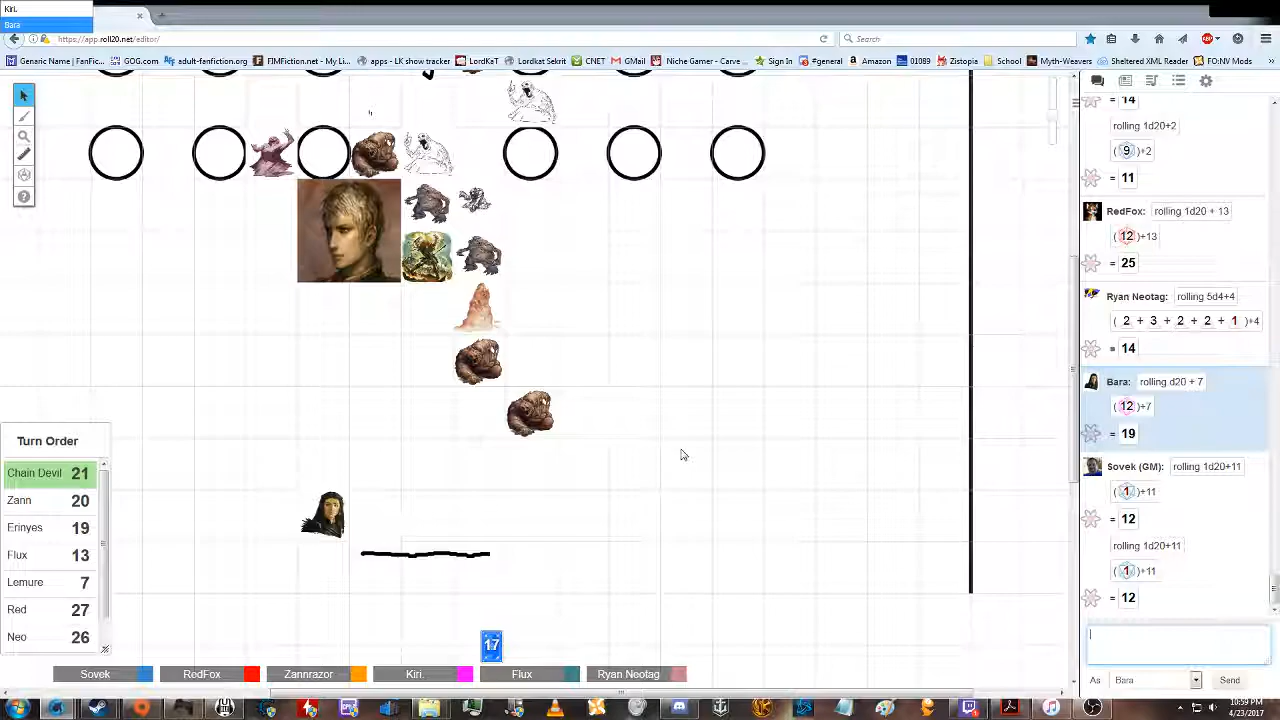 Kiri.
Bara
https://app.roll20.net/editor/
Search
Generic Name | FanFic...
GOG.com
adult-fanfiction.org
FIMFiction.net - My Li...
apps - LK show tracker
LordKat
Lordkat Sekrit
CNET
GMail
Niche Gamer - Carve ...
Sign In
#general
Amazon
01089
Zistopia
School
Myth-Weavers
Sheltered XML Reader
FO:NV Mods
= 14
rolling 1d20+2
(9)+2
= 11
RedFox: rolling 1d20 + 13
(12)+13
= 25
Ryan Neotag: rolling 5d4+4
(2 + 3 + 2 + 2 + 1)+4
= 14
Bara: rolling d20 + 7
(12)+7
= 19
Sovek (GM): rolling 1d20+11
(1)+11
= 12
rolling 1d20+11
(1)+11
= 12
Turn Order
Chain Devil 21
Zann 20
Erinyes 19
Flux 13
Lemure 7
Red 27
Neo 26
17
Sovek
RedFox
Zannrazor
Kiri.
Flux
Ryan Neotag
As Bara Send
10:59 PM
4/23/2017